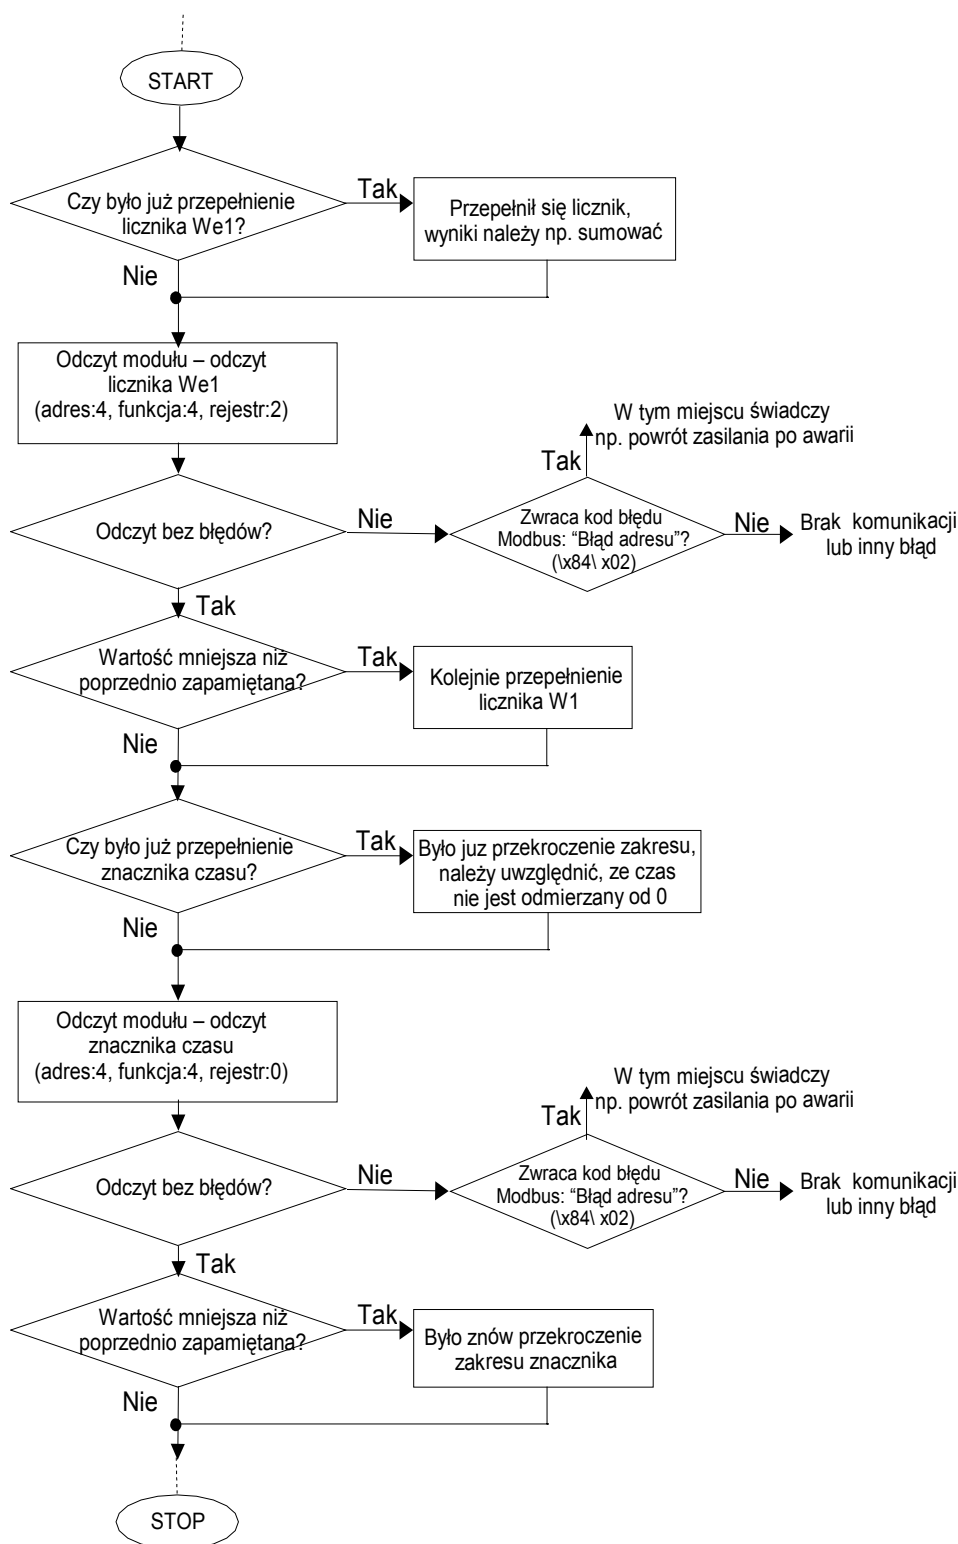 START
Czy było już przepełnienie
licznika We1?
Tak
Przepełnił się licznik,
wyniki należy np. sumować
Nie
Odczyt modułu – odczyt
licznika We1
(adres:4, funkcja:4, rejestr:2)
W tym miejscu świadczy
np. powrót zasilania po awarii
Tak
Odczyt bez błędów?
Nie
Zwraca kod błędu
Modbus: “Błąd adresu”?
(\x84\ x02)
Nie
Brak komunikacji
lub inny błąd
Tak
Wartość mniejsza niż
poprzednio zapamiętana?
Tak
Kolejnie przepełnienie
licznika W1
Nie
Czy było już przepełnienie
znacznika czasu?
Tak
Było juz przekroczenie zakresu,
należy uwzględnić, ze czas
nie jest odmierzany od 0
Nie
Odczyt modułu – odczyt
znacznika czasu
(adres:4, funkcja:4, rejestr:0)
W tym miejscu świadczy
np. powrót zasilania po awarii
Tak
Odczyt bez błędów?
Nie
Zwraca kod błędu
Modbus: “Błąd adresu”?
(\x84\ x02)
Nie
Brak komunikacji
lub inny błąd
Tak
Wartość mniejsza niż
poprzednio zapamiętana?
Tak
Było znów przekroczenie
zakresu znacznika
Nie
STOP